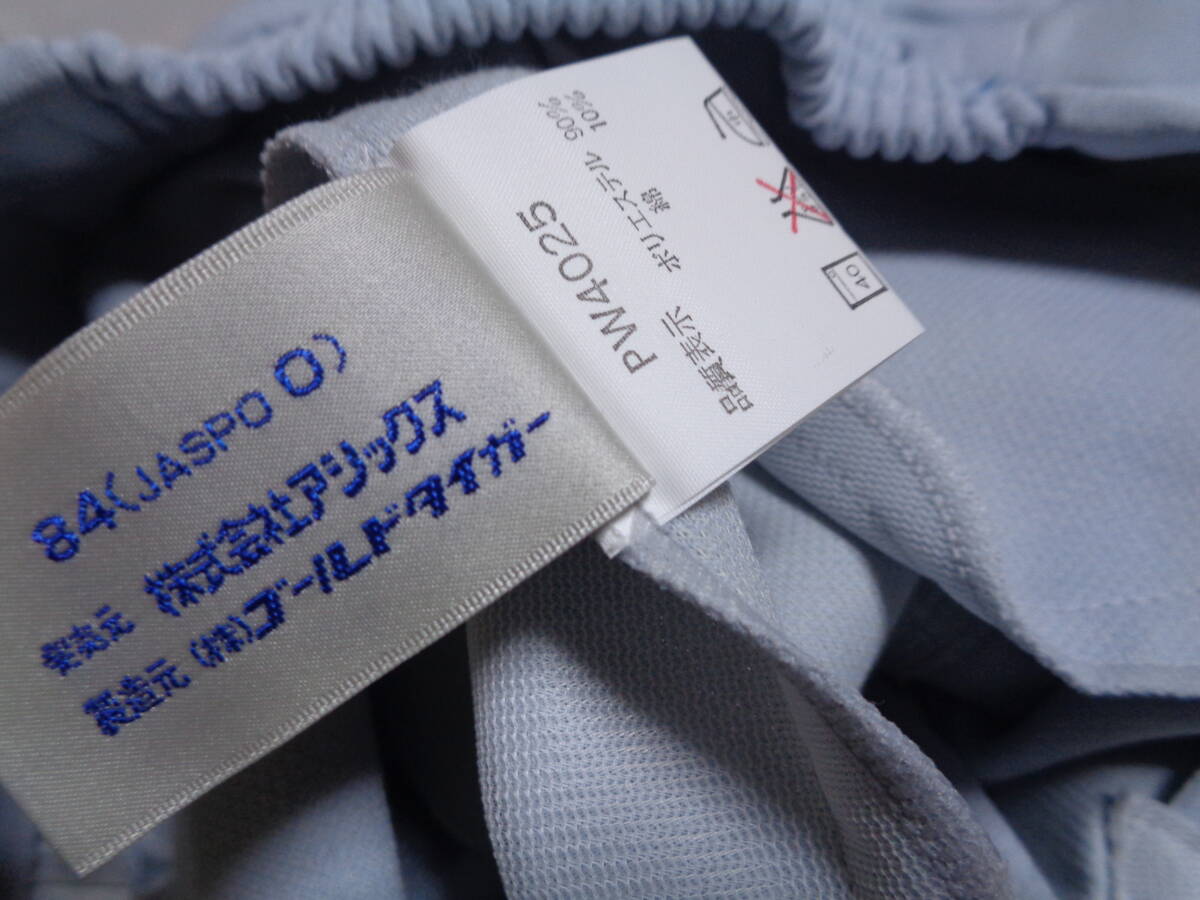 84(JASPO O)
発売元 株式会社アシックス
製造元 (株)ゴールドタイガー
PW4025
品質表示 ポリエステル 90%
綿 10%
40
中